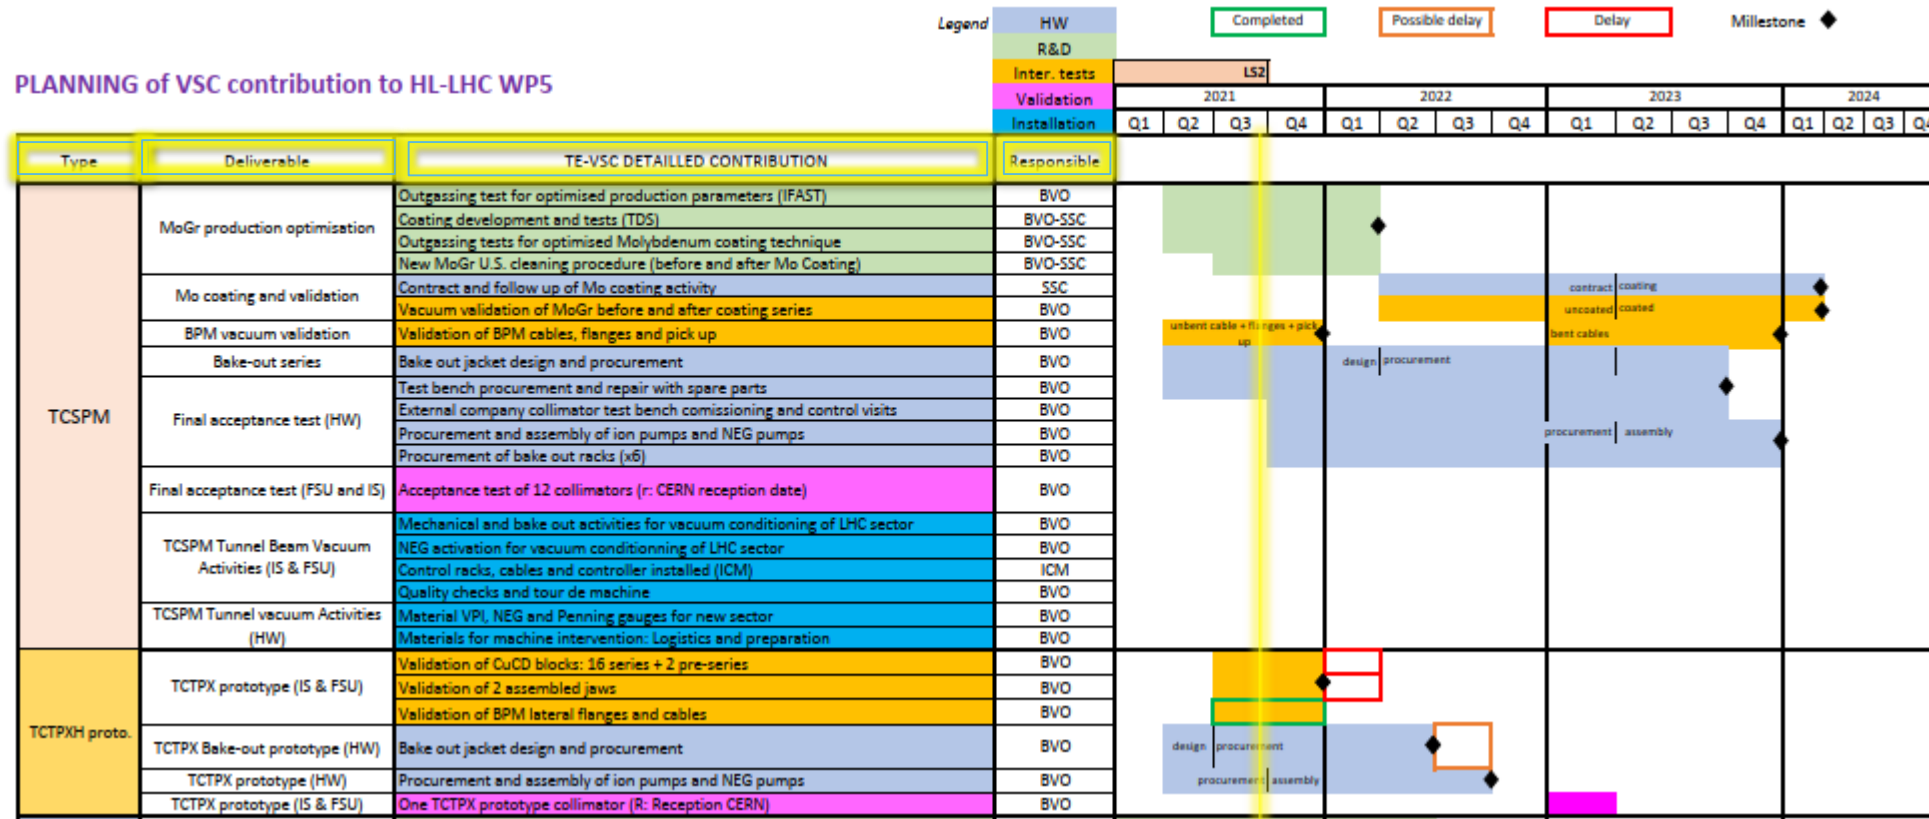 Legend HW Completed Possible delay Delay Millestone
R&D
PLANNING of VSC contribution to HL-LHC WP5
Inter. tests LS2
Validation 2021 2022 2023 2024
Installation Q1 Q2 Q3 Q4 Q1 Q2 Q3 Q4 Q1 Q2 Q3 Q4 Q1 Q2 Q3 Q4
Type Deliverable TE-VSC DETAILLED CONTRIBUTION Responsible
TCSPM
MoGr production optimisation
Outgassing test for optimised production parameters (IFAST) BVO
Coating development and tests (TDS) BVO-SSC
Outgassing tests for optimised Molybdenum coating technique BVO-SSC
New MoGr U.S. cleaning procedure (before and after Mo Coating) BVO-SSC
Mo coating and validation
Contract and follow up of Mo coating activity SSC contract coating
Vacuum validation of MoGr before and after coating series BVO uncoated coated
BPM vacuum validation Validation of BPM cables, flanges and pick up BVO unbent cable + flanges + pick bent cables
up
Bake-out series Bake out jacket design and procurement BVO design procurement
Final acceptance test (HW)
Test bench procurement and repair with spare parts BVO
External company collimator test bench comissioning and control visits BVO
Procurement and assembly of ion pumps and NEG pumps BVO procurement assembly
Procurement of bake out racks (x6) BVO
Final acceptance test (FSU and IS) Acceptance test of 12 collimators (r: CERN reception date) BVO
TCSPM Tunnel Beam Vacuum
Activities (IS & FSU)
Mechanical and bake out activities for vacuum conditioning of LHC sector BVO
NEG activation for vacuum conditionning of LHC sector BVO
Control racks, cables and controller installed (ICM) ICM
Quality checks and tour de machine BVO
TCSPM Tunnel vacuum Activities
(HW)
Material VPI, NEG and Penning gauges for new sector BVO
Materials for machine intervention: Logistics and preparation BVO
TCTPXH proto.
TCTPX prototype (IS & FSU)
Validation of CuCD blocks: 16 series + 2 pre-series BVO
Validation of 2 assembled jaws BVO
Validation of BPM lateral flanges and cables BVO
TCTPX Bake-out prototype (HW) Bake out jacket design and procurement BVO design procurement
TCTPX prototype (HW) Procurement and assembly of ion pumps and NEG pumps BVO procurement assembly
TCTPX prototype (IS & FSU) One TCTPX prototype collimator (R: Reception CERN) BVO